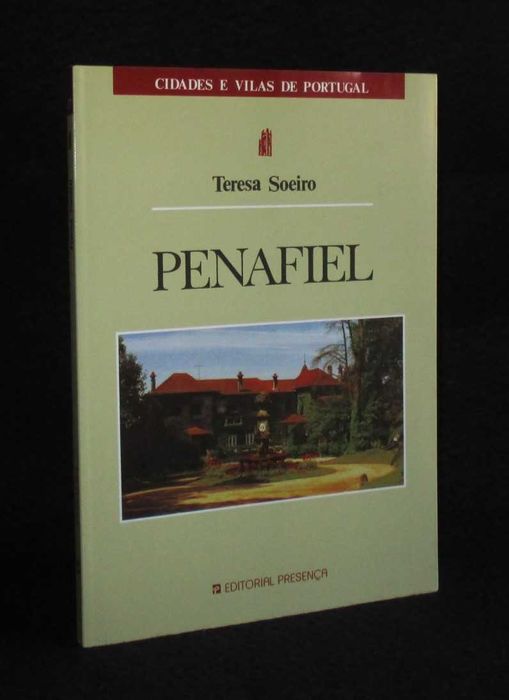 CIDADES E VILAS DE PORTUGAL
Teresa Soeiro
PENAFIEL
EDITORIAL PRESENÇA